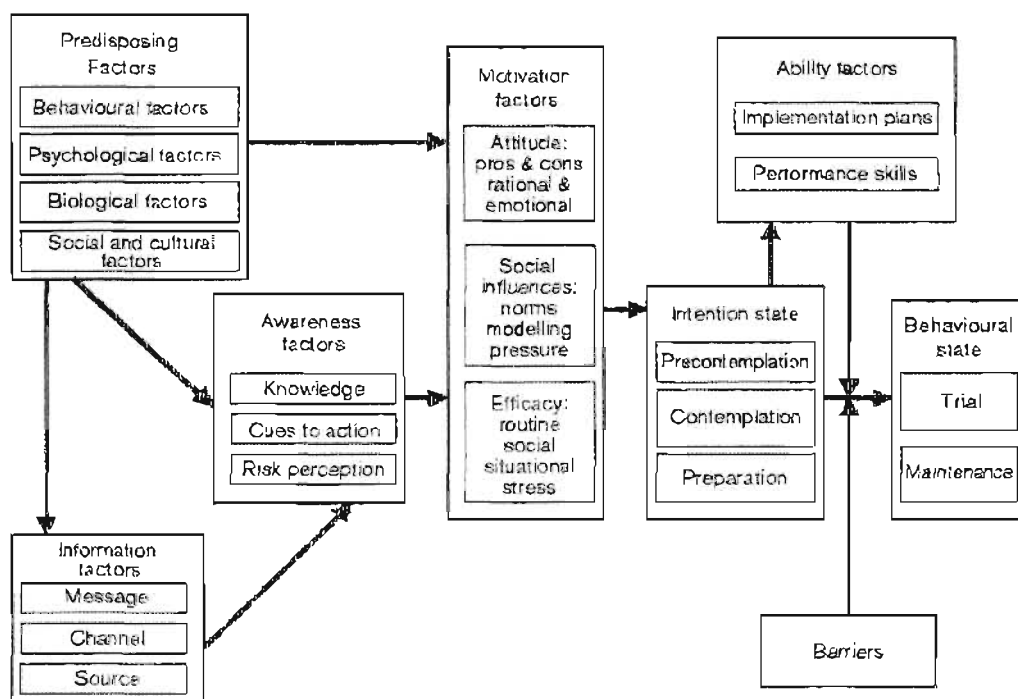 Predisposing
Factors
Behavioural factors
Psychological factors
Biological factors
Social and cultural
factors
Information
factors
Message
Channel
Source
Awareness
factors
Knowledge
Cues to action
Risk perception
Motivation
factors
Attitude:
pros & cons
rational &
emotional
Social
influences:
norms
modelling
pressure
Efficacy:
routine
social
situational
stress
Intention state
Precontemplation
Contemplation
Preparation
Ability factors
Implementation plans
Performance skills
Behavioural
state
Trial
Maintenance
Barriers